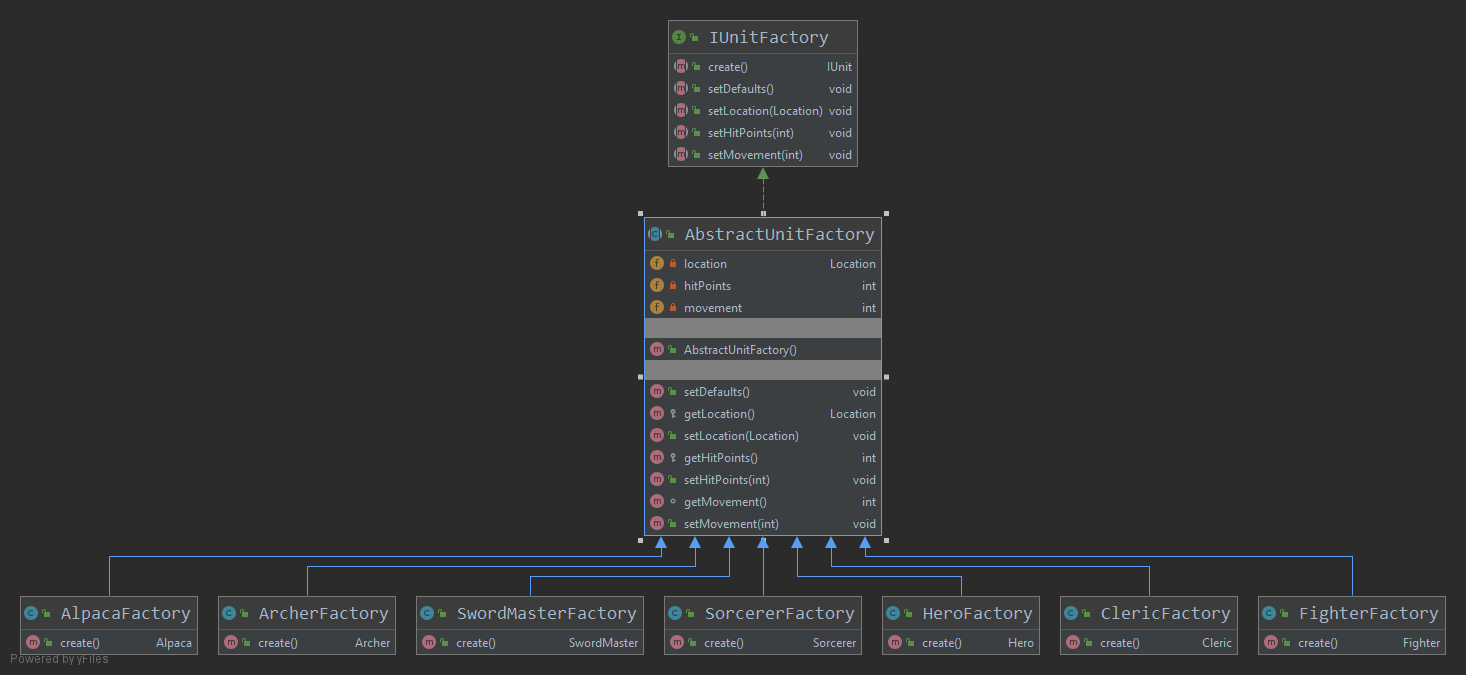 IUnitFactory
create() IUnit
setDefaults() void
setLocation(Location) void
setHitPoints(int) void
setMovement(int) void
AbstractUnitFactory
location Location
hitPoints int
movement int
AbstractUnitFactory()
setDefaults() void
getLocation() Location
setLocation(Location) void
getHitPoints() int
setHitPoints(int) void
getMovement() int
setMovement(int) void
AlpacaFactory
create() Alpaca
ArcherFactory
create() Archer
SwordMasterFactory
create() SwordMaster
SorcererFactory
create() Sorcerer
HeroFactory
create() Hero
ClericFactory
create() Cleric
FighterFactory
create() Fighter
Powered by yFiles